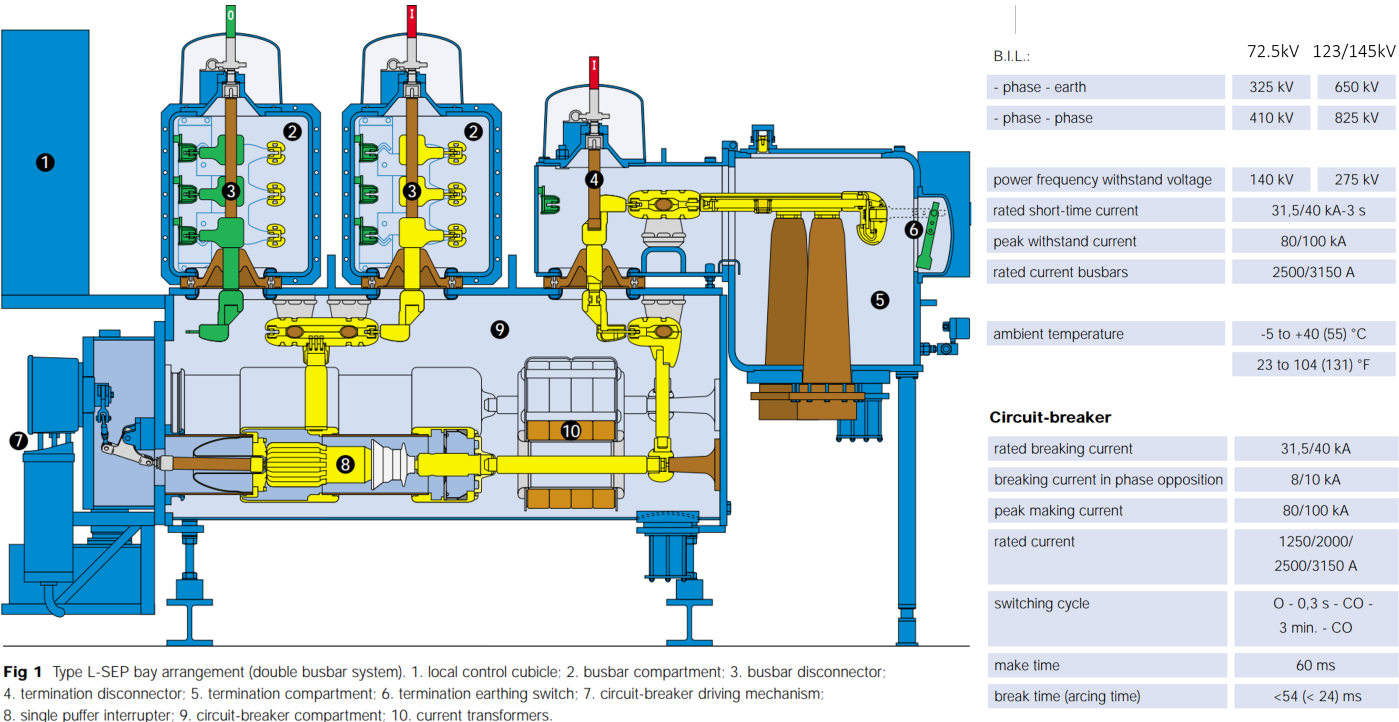 O
I
I
1
2
2
3
3
4
5
6
7
8
9
10
Fig 1 Type L-SEP bay arrangement (double busbar system). 1. local control cubicle; 2. busbar compartment; 3. busbar disconnector;
4. termination disconnector; 5. termination compartment; 6. termination earthing switch; 7. circuit-breaker driving mechanism;
8. single puffer interrupter; 9. circuit-breaker compartment; 10. current transformers.
B.I.L.: 72.5kV 123/145kV
- phase - earth 325 kV 650 kV
- phase - phase 410 kV 825 kV
power frequency withstand voltage 140 kV 275 kV
rated short-time current 31,5/40 kA-3 s
peak withstand current 80/100 kA
rated current busbars 2500/3150 A
ambient temperature -5 to +40 (55) °C
23 to 104 (131) °F
Circuit-breaker
rated breaking current 31,5/40 kA
breaking current in phase opposition 8/10 kA
peak making current 80/100 kA
rated current 1250/2000/
2500/3150 A
switching cycle O - 0,3 s - CO -
3 min. - CO
make time 60 ms
break time (arcing time) <54 (< 24) ms